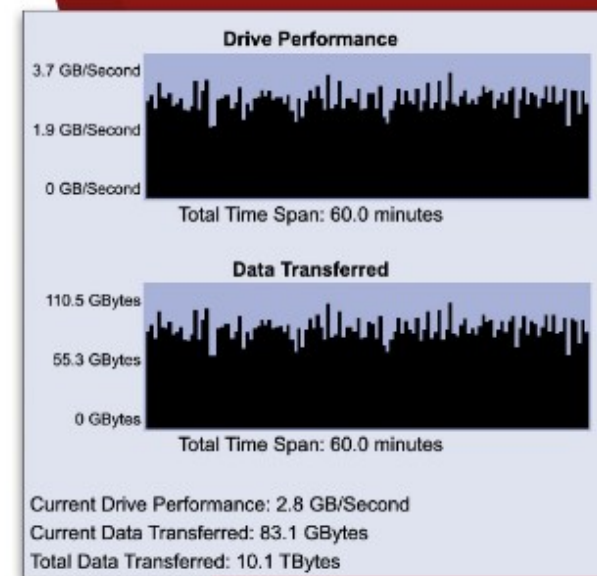 Drive Performance
3.7 GB/Second
1.9 GB/Second
0 GB/Second
Total Time Span: 60.0 minutes
Data Transferred
110.5 GBytes
55.3 GBytes
0 GBytes
Total Time Span: 60.0 minutes
Current Drive Performance: 2.8 GB/Second
Current Data Transferred: 83.1 GBytes
Total Data Transferred: 10.1 TBytes